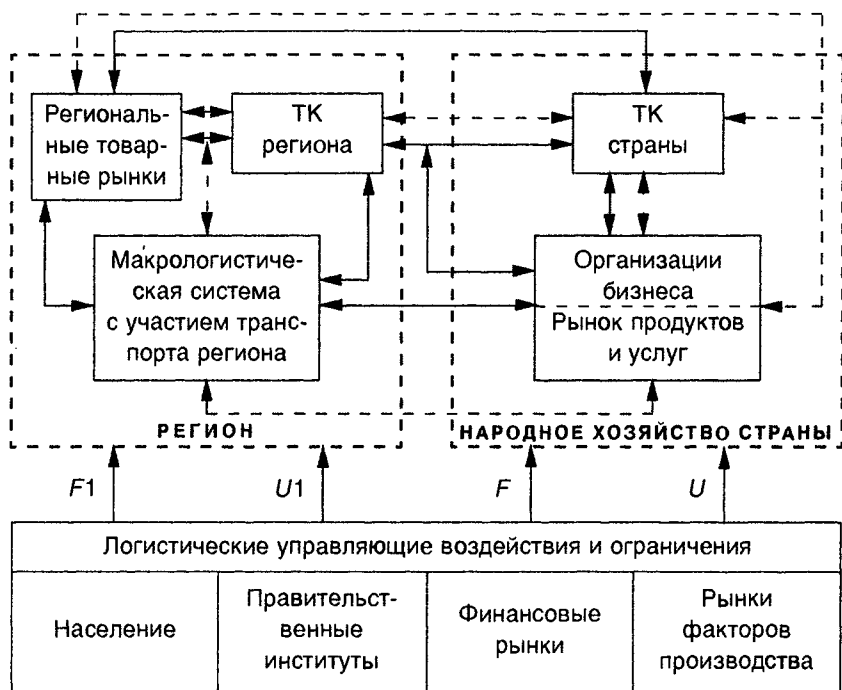 Региональ-
ные товар-
ные рынки
ТК
региона
ТК
страны
Макрологистиче-
ская система
с участием транс-
порта региона
Организации
бизнеса
Рынок продуктов
и услуг
РЕГИОН
НАРОДНОЕ ХОЗЯЙСТВО СТРАНЫ
F1
U1
F
U
Логистические управляющие воздействия и ограничения
Население
Правительст-
венные
институты
Финансовые
рынки
Рынки
факторов
производства